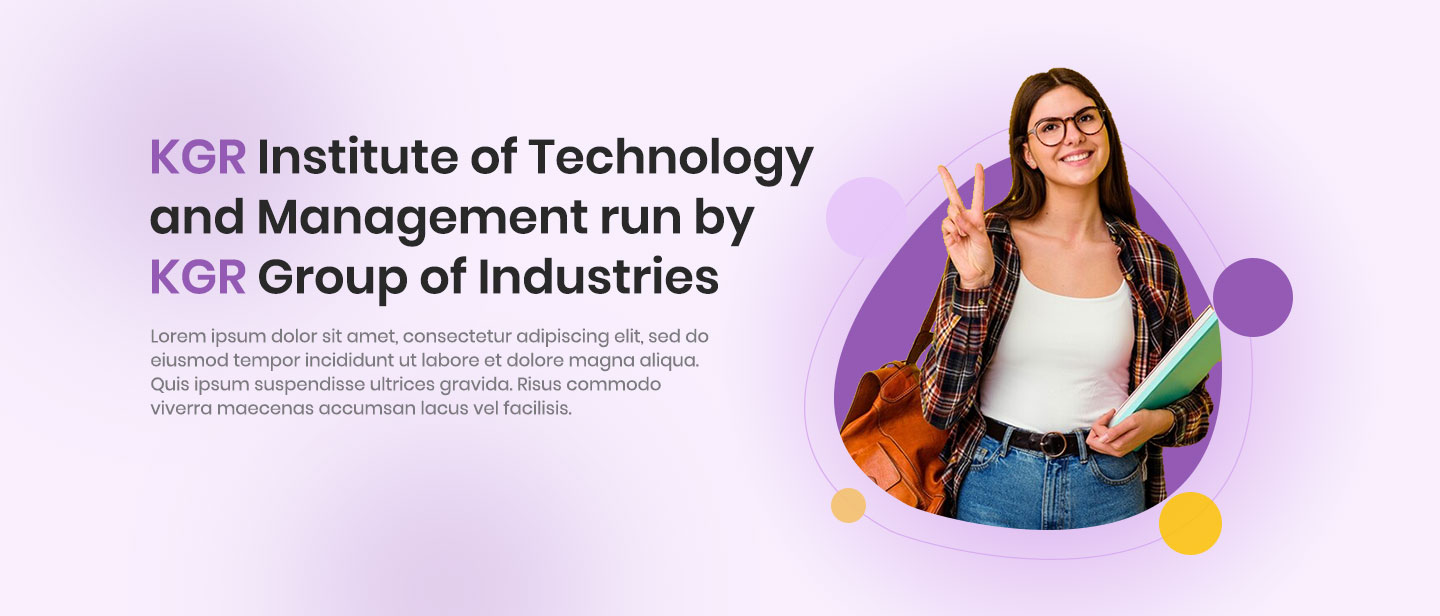 KGR Institute of Technology
and Management run by
KGR Group of Industries
Lorem ipsum dolor sit amet, consectetur adipiscing elit, sed do
eiusmod tempor incididunt ut labore et dolore magna aliqua.
Quis ipsum suspendisse ultrices gravida. Risus commodo
viverra maecenas accumsan lacus vel facilisis.